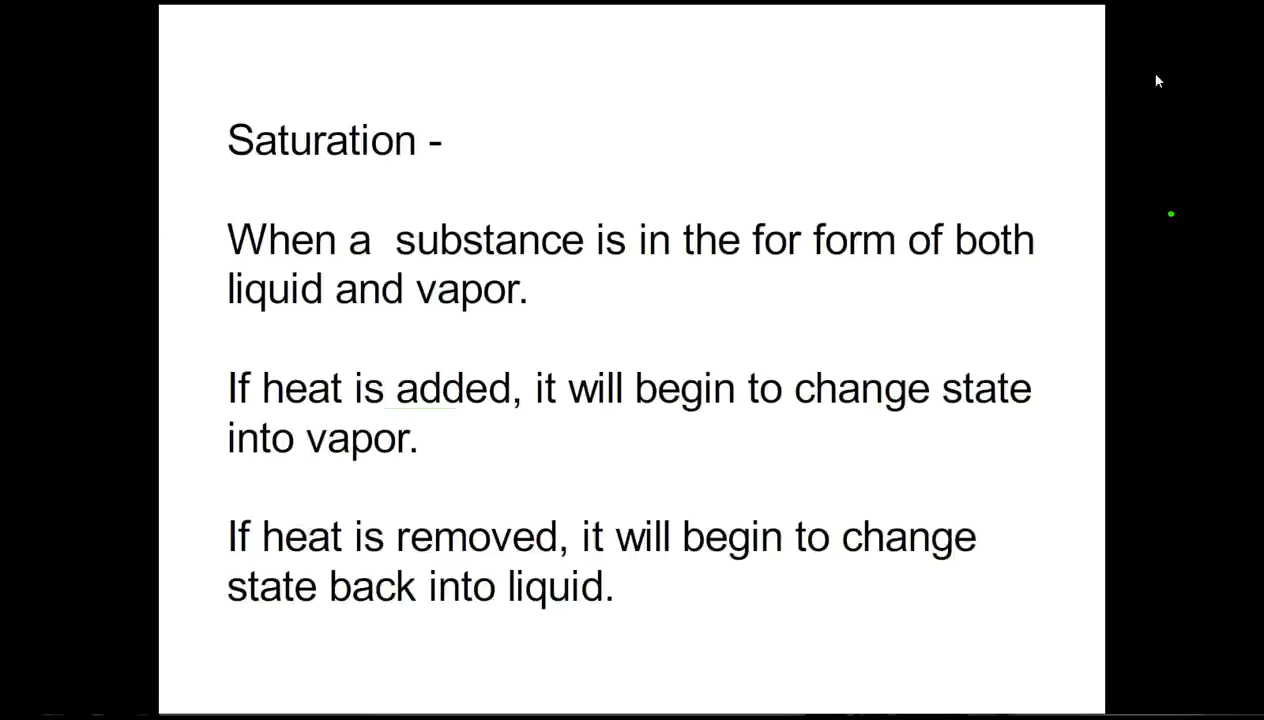 Saturation -
When a  substance is in the for form of both
liquid and vapor.
If heat is added, it will begin to change state
into vapor.
If heat is removed, it will begin to change
state back into liquid.